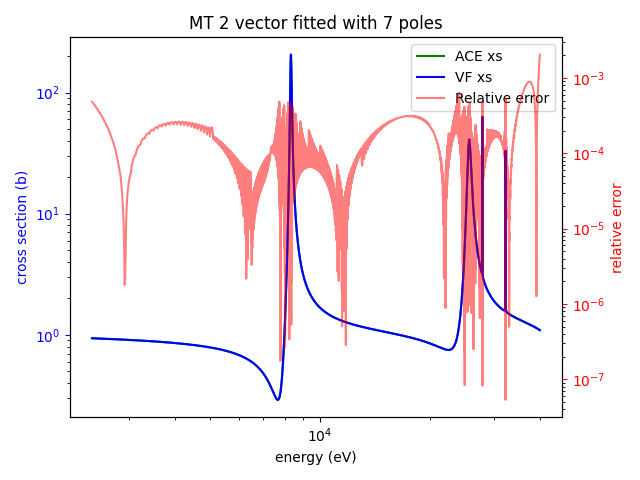 MT 2 vector fitted with 7 poles
ACE xs
VF xs
Relative error
cross section (b)
10²
10¹
10⁰
10⁻³
10⁻⁴
10⁻⁵
10⁻⁶
10⁻⁷
relative error
10⁴
energy (eV)